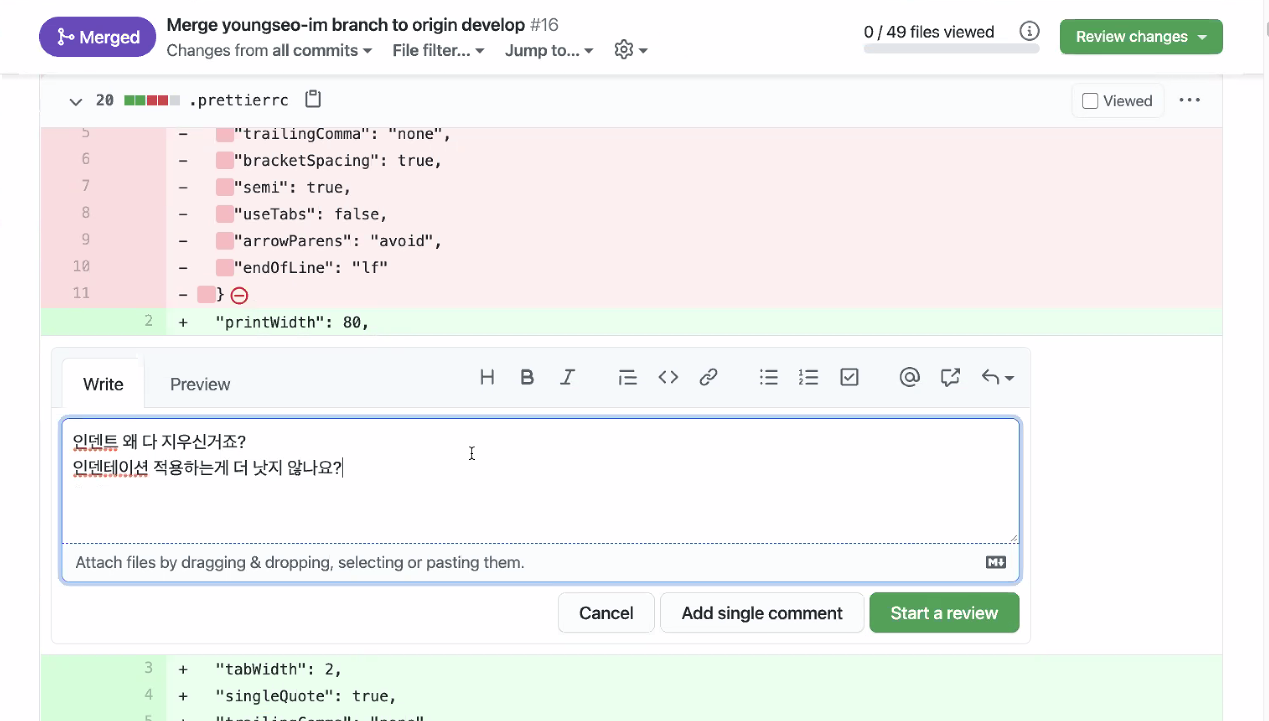 Merged
Merge youngseo-im branch to origin develop #16
Changes from all commits
File filter...
Jump to...
0 / 49 files viewed
Review changes
20
.prettierrc
Viewed
5 - "trailingComma": "none",
6 - "bracketSpacing": true,
7 - "semi": true,
8 - "useTabs": false,
9 - "arrowParens": "avoid",
10 - "endOfLine": "lf"
11 - }
2 + "printWidth": 80,
Write
Preview
인덴트 왜 다 지우신거죠?
인덴테이션 적용하는게 더 낫지 않나요?
Attach files by dragging & dropping, selecting or pasting them.
Cancel
Add single comment
Start a review
3 + "tabWidth": 2,
4 + "singleQuote": true,
5 + "trailingComma": "none"